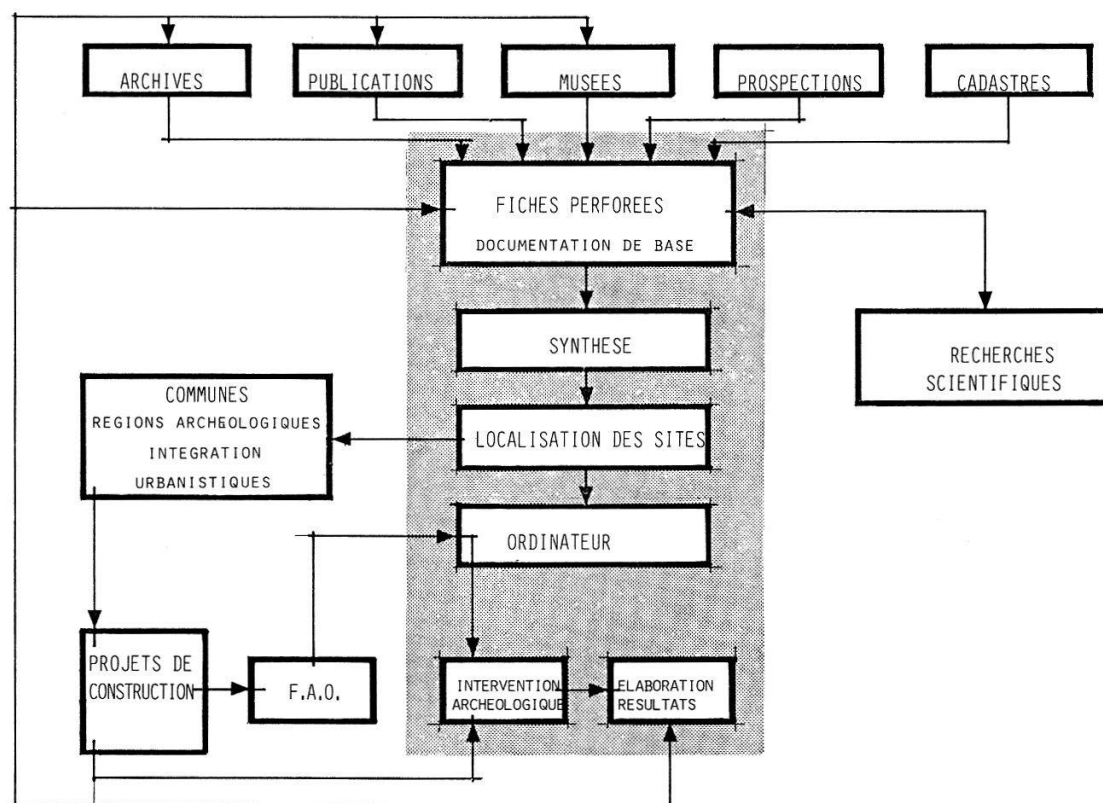 ARCHIVES
PUBLICATIONS
MUSEES
PROSPECTIONS
CADASTRES
FICHES PERFOREES
DOCUMENTATION DE BASE
SYNTHESE
RECHERCHES
SCIENTIFIQUES
COMMUNES
REGIONS ARCHEOLOGIQUES
INTEGRATION
URBANISTIQUES
LOCALISATION DES SITES
ORDINATEUR
PROJETS DE
CONSTRUCTION
F.A.O.
INTERVENTION
ARCHEOLOGIQUE
ELABORATION
RESULTATS